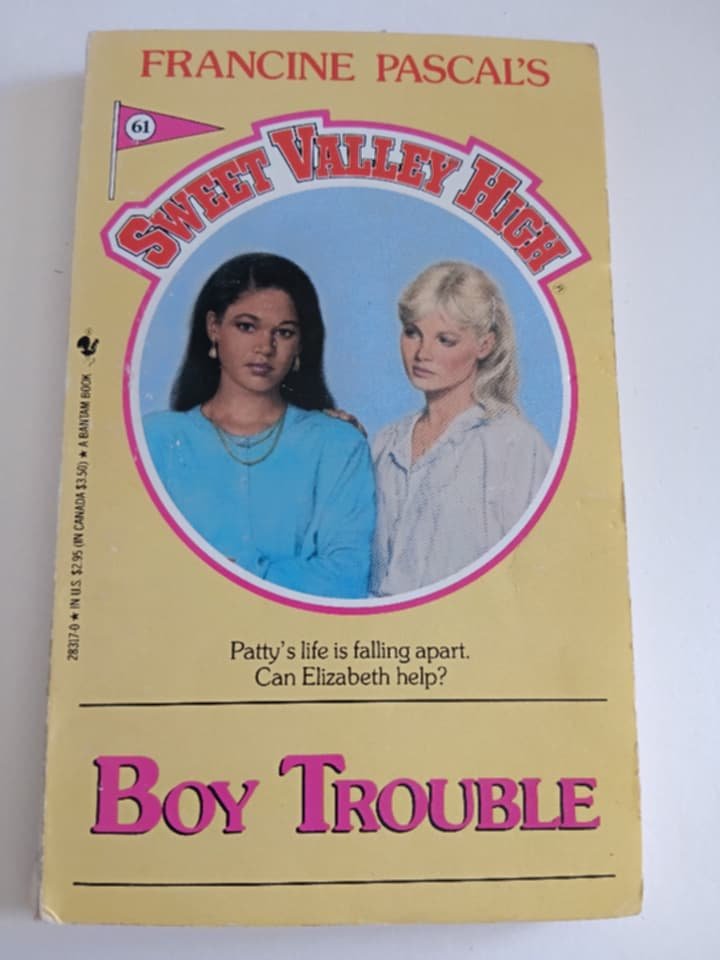 FRANCINE PASCAL'S
61
SWEET VALLEY HIGH
28317-0 ★ IN U.S. $2.95 (IN CANADA $3.50) ★ A BANTAM BOOK
Patty's life is falling apart.
Can Elizabeth help?
BOY TROUBLE